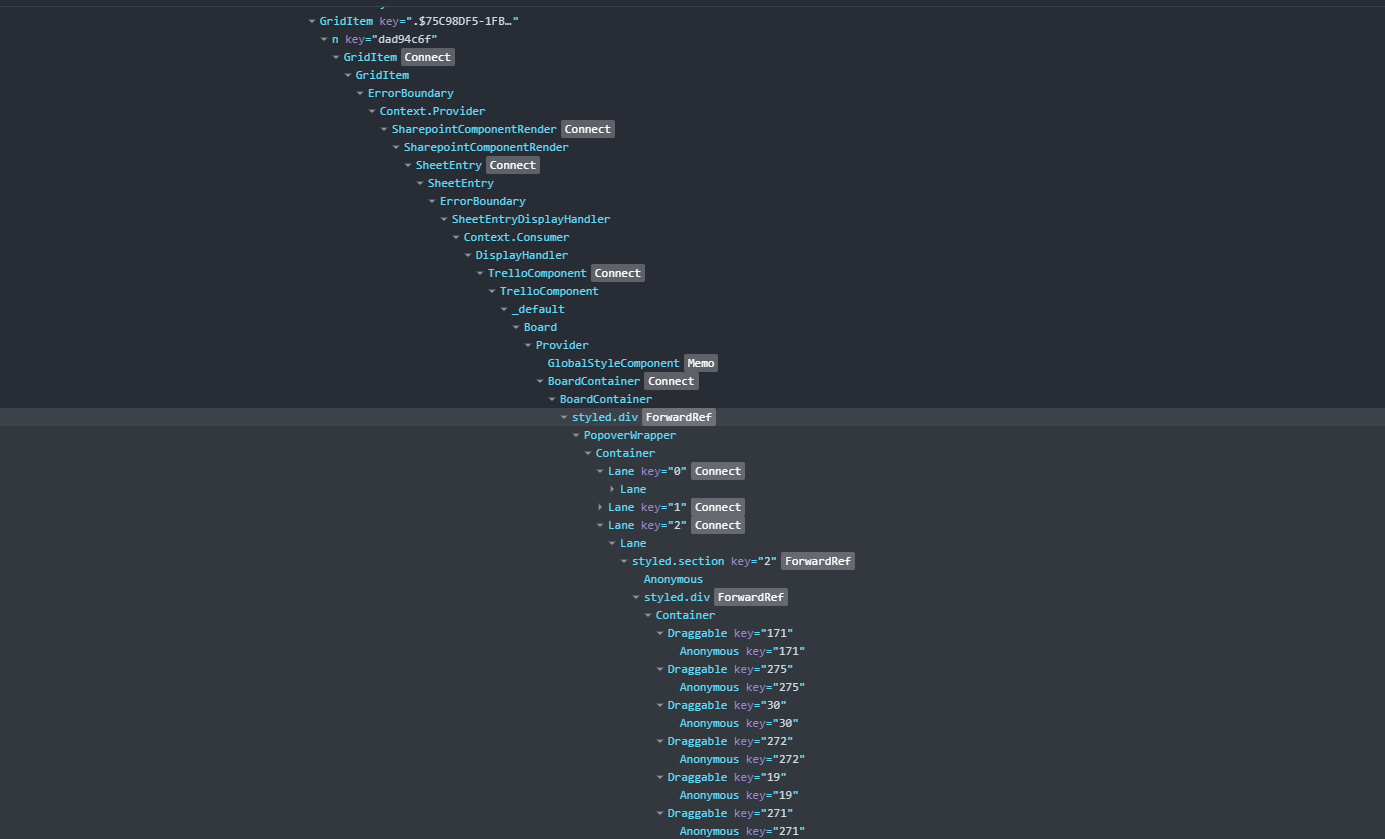 GridItem key=".$75C98DF5-1FB…"
n key="dad94c6f"
GridItem Connect
GridItem
ErrorBoundary
Context.Provider
SharepointComponentRender Connect
SharepointComponentRender
SheetEntry Connect
SheetEntry
ErrorBoundary
SheetEntryDisplayHandler
Context.Consumer
DisplayHandler
TrelloComponent Connect
TrelloComponent
_default
Board
Provider
GlobalStyleComponent Memo
BoardContainer Connect
BoardContainer
styled.div ForwardRef
PopoverWrapper
Container
Lane key="0" Connect
Lane
Lane key="1" Connect
Lane key="2" Connect
Lane
styled.section key="2" ForwardRef
Anonymous
styled.div ForwardRef
Container
Draggable key="171"
Anonymous key="171"
Draggable key="275"
Anonymous key="275"
Draggable key="30"
Anonymous key="30"
Draggable key="272"
Anonymous key="272"
Draggable key="19"
Anonymous key="19"
Draggable key="271"
Anonymous key="271"